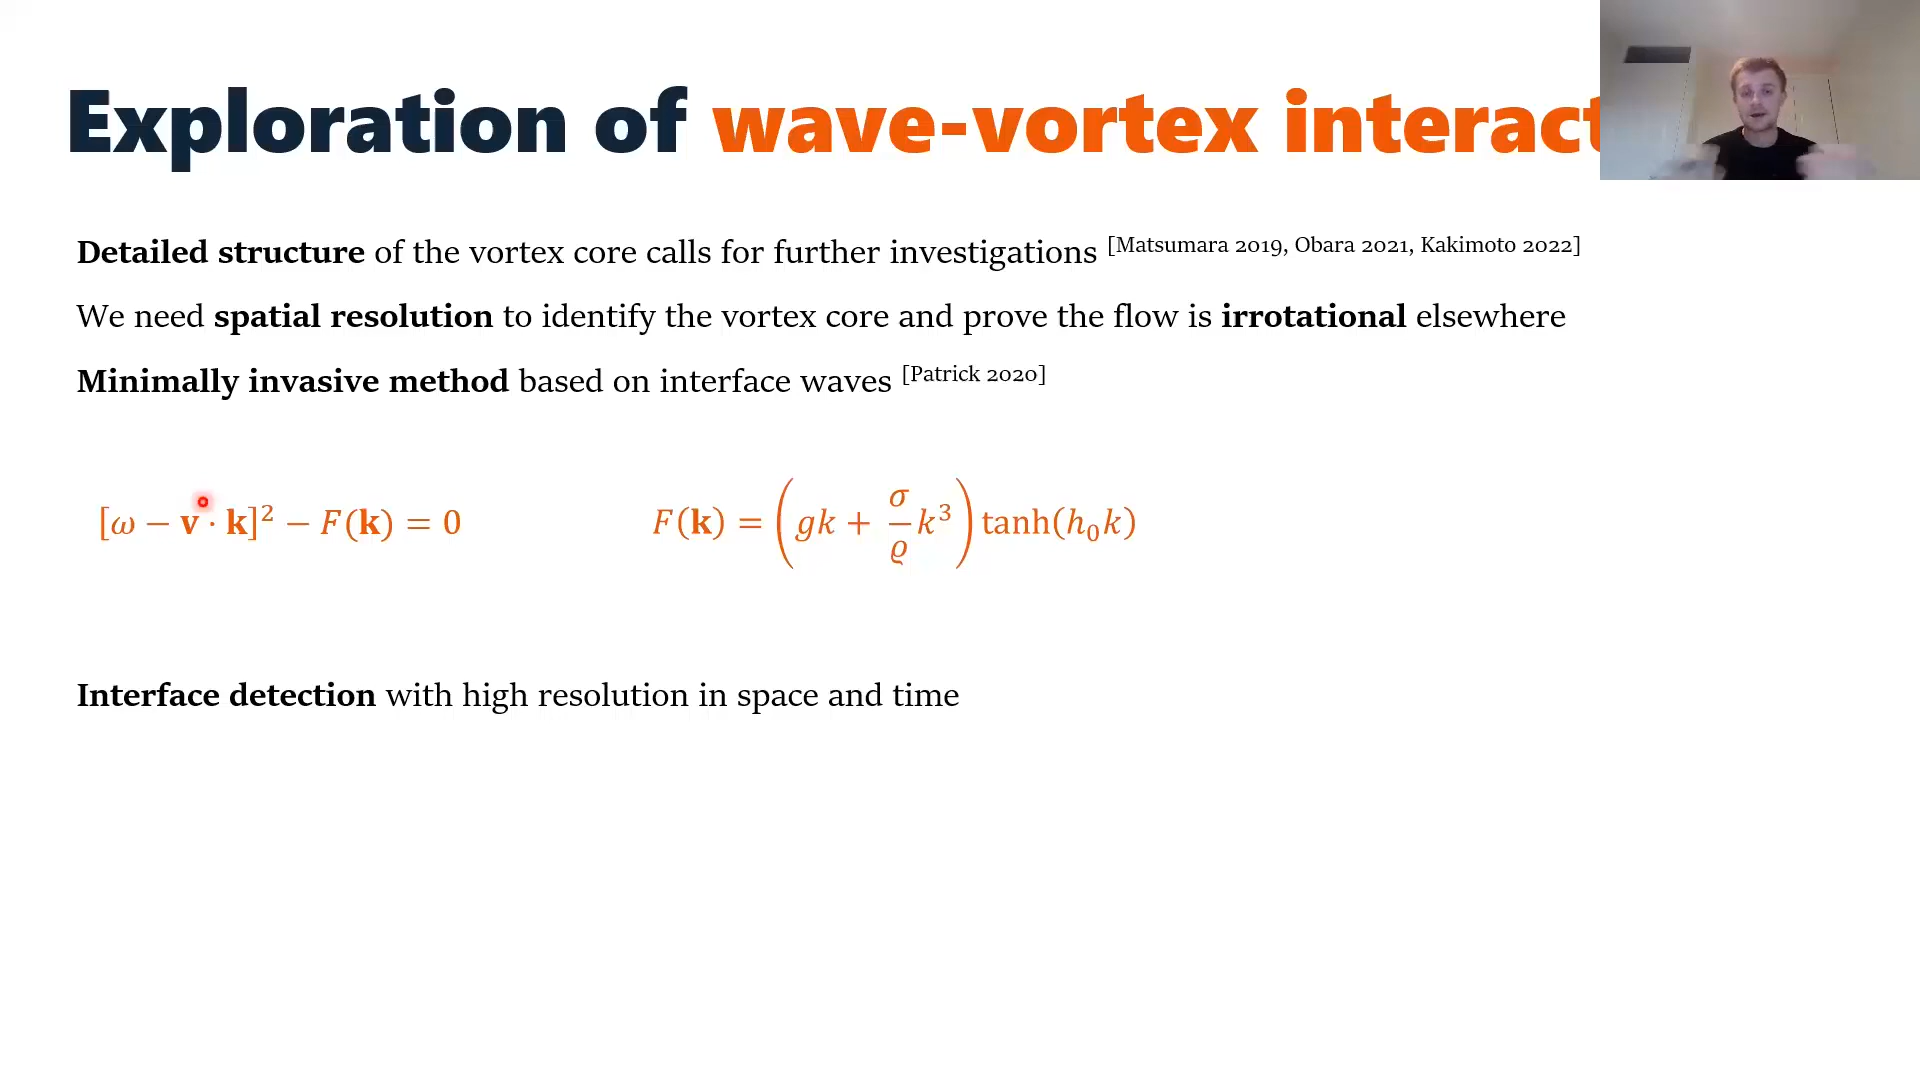 Exploration of wave-vortex interact
Detailed structure of the vortex core calls for further investigations [Matsumara 2019, Obara 2021, Kakimoto 2022]
We need spatial resolution to identify the vortex core and prove the flow is irrotational elsewhere
Minimally invasive method based on interface waves [Patrick 2020]
[ω − v · k]² − F(k) = 0
F(k) = (gk + σ/ϱ k³) tanh(h₀k)
Interface detection with high resolution in space and time